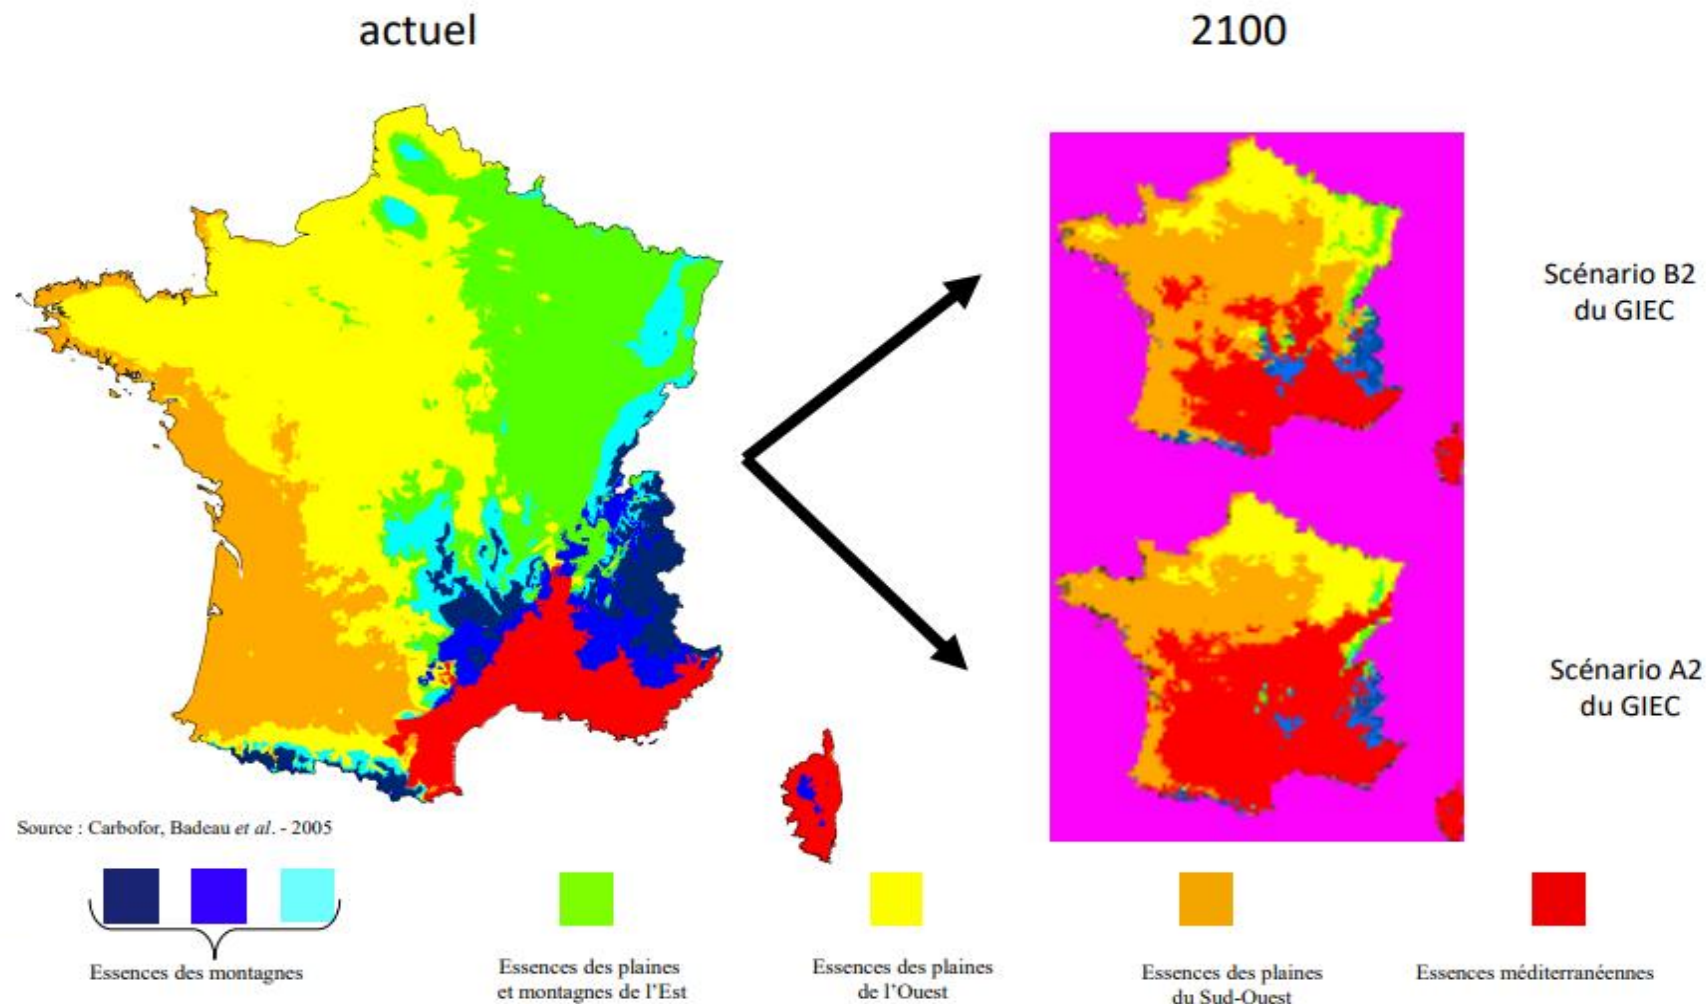 actuel
2100
Scénario B2
du GIEC
Scénario A2
du GIEC
Source : Carbofor, Badeau et al. - 2005
Essences des montagnes
Essences des plaines
et montagnes de l'Est
Essences des plaines
de l'Ouest
Essences des plaines
du Sud-Ouest
Essences méditerranéennes